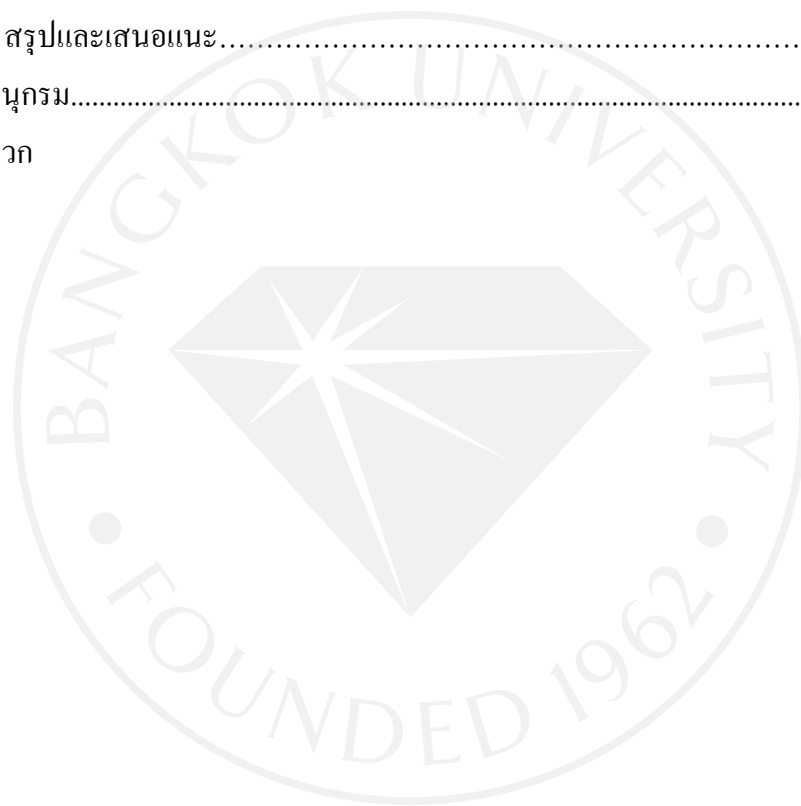 สรุปและเสนอแนะ........................................................................
นุกรม........................................................................................................
วก
BANGKOK UNIVERSITY
• FOUNDED 1962 •